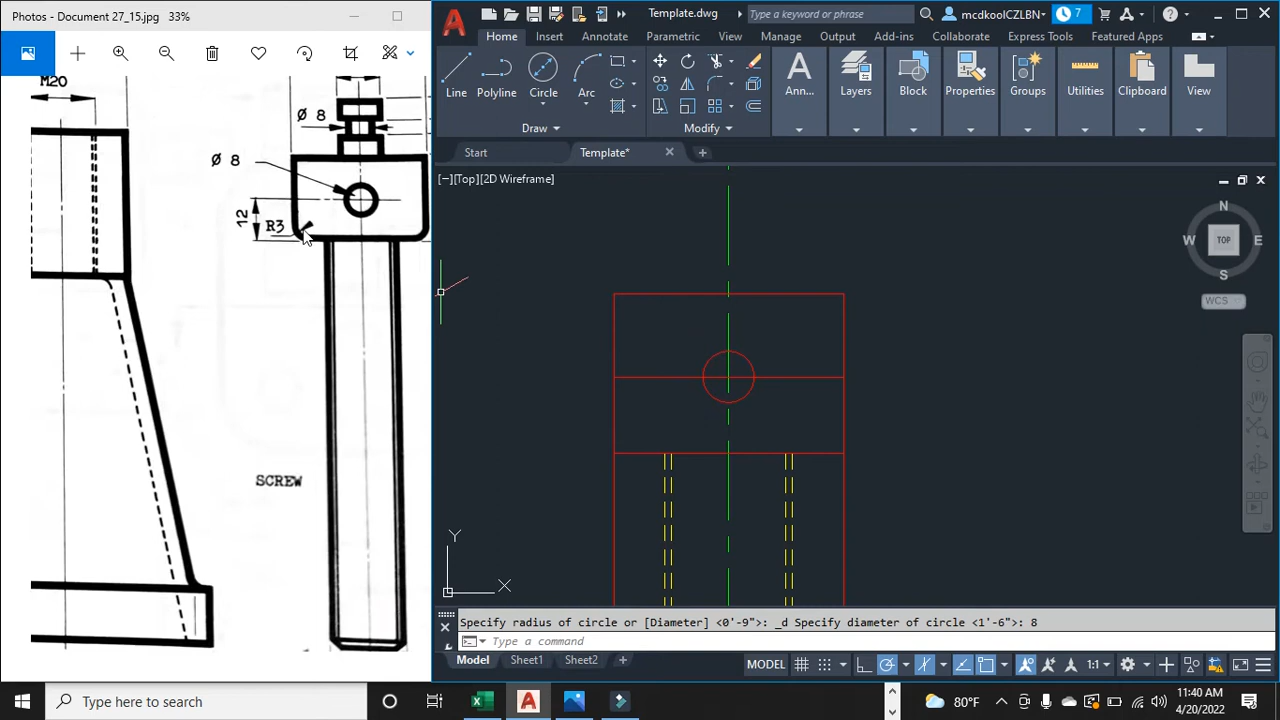 Photos - Document 27_15.jpg  33%
M20
Ø 8
Ø 8
12
R3
SCREW
Template.dwg
Type a keyword or phrase
mcdkoolCZLBN
7
Home Insert Annotate Parametric View Manage Output Add-ins Collaborate Express Tools Featured Apps
Line Polyline Circle Arc
Draw
Modify
Ann... Layers Block Properties Groups Utilities Clipboard View
Start Template*
[−][Top][2D Wireframe]
N
W TOP E
S
WCS
Y
X
Specify radius of circle or [Diameter] <0'-9">: _d Specify diameter of circle <1'-6">: 8
Type a command
Model Sheet1 Sheet2
MODEL
1:1
Type here to search
80°F
11:40 AM
4/20/2022